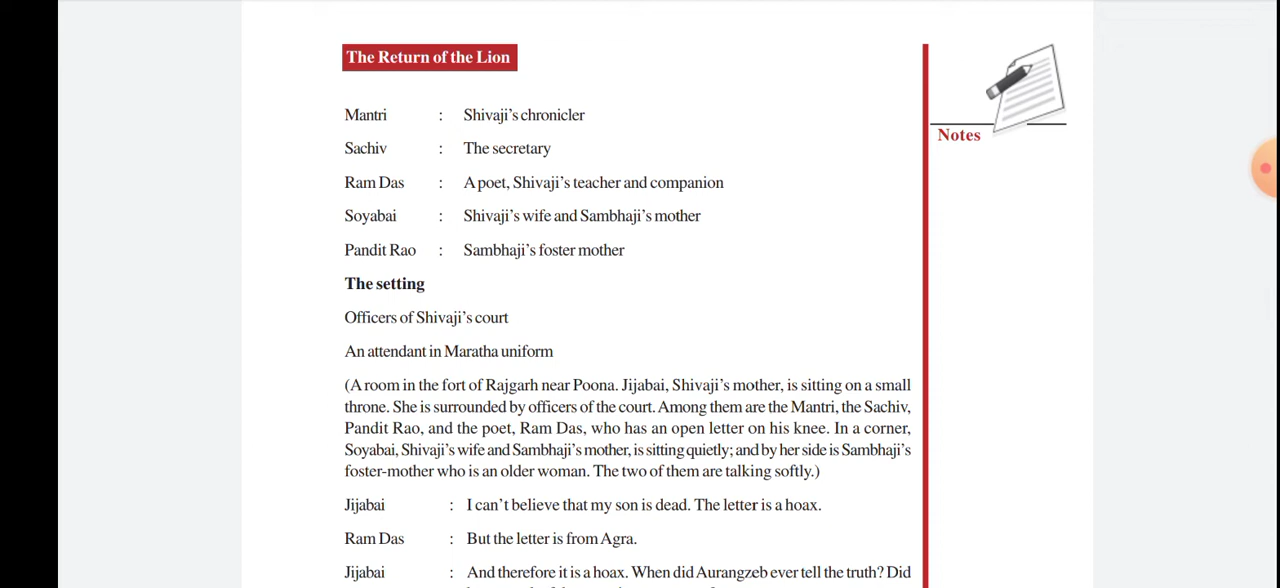 The Return of the Lion
Notes
Mantri : Shivaji's chronicler
Sachiv : The secretary
Ram Das : A poet, Shivaji's teacher and companion
Soyabai : Shivaji's wife and Sambhaji's mother
Pandit Rao : Sambhaji's foster mother
The setting
Officers of Shivaji's court
An attendant in Maratha uniform
(A room in the fort of Rajgarh near Poona. Jijabai, Shivaji's mother, is sitting on a small
throne. She is surrounded by officers of the court. Among them are the Mantri, the Sachiv,
Pandit Rao, and the poet, Ram Das, who has an open letter on his knee. In a corner,
Soyabai, Shivaji's wife and Sambhaji's mother, is sitting quietly; and by her side is Sambhaji's
foster-mother who is an older woman. The two of them are talking softly.)
Jijabai : I can't believe that my son is dead. The letter is a hoax.
Ram Das : But the letter is from Agra.
Jijabai : And therefore it is a hoax. When did Aurangzeb ever tell the truth? Did